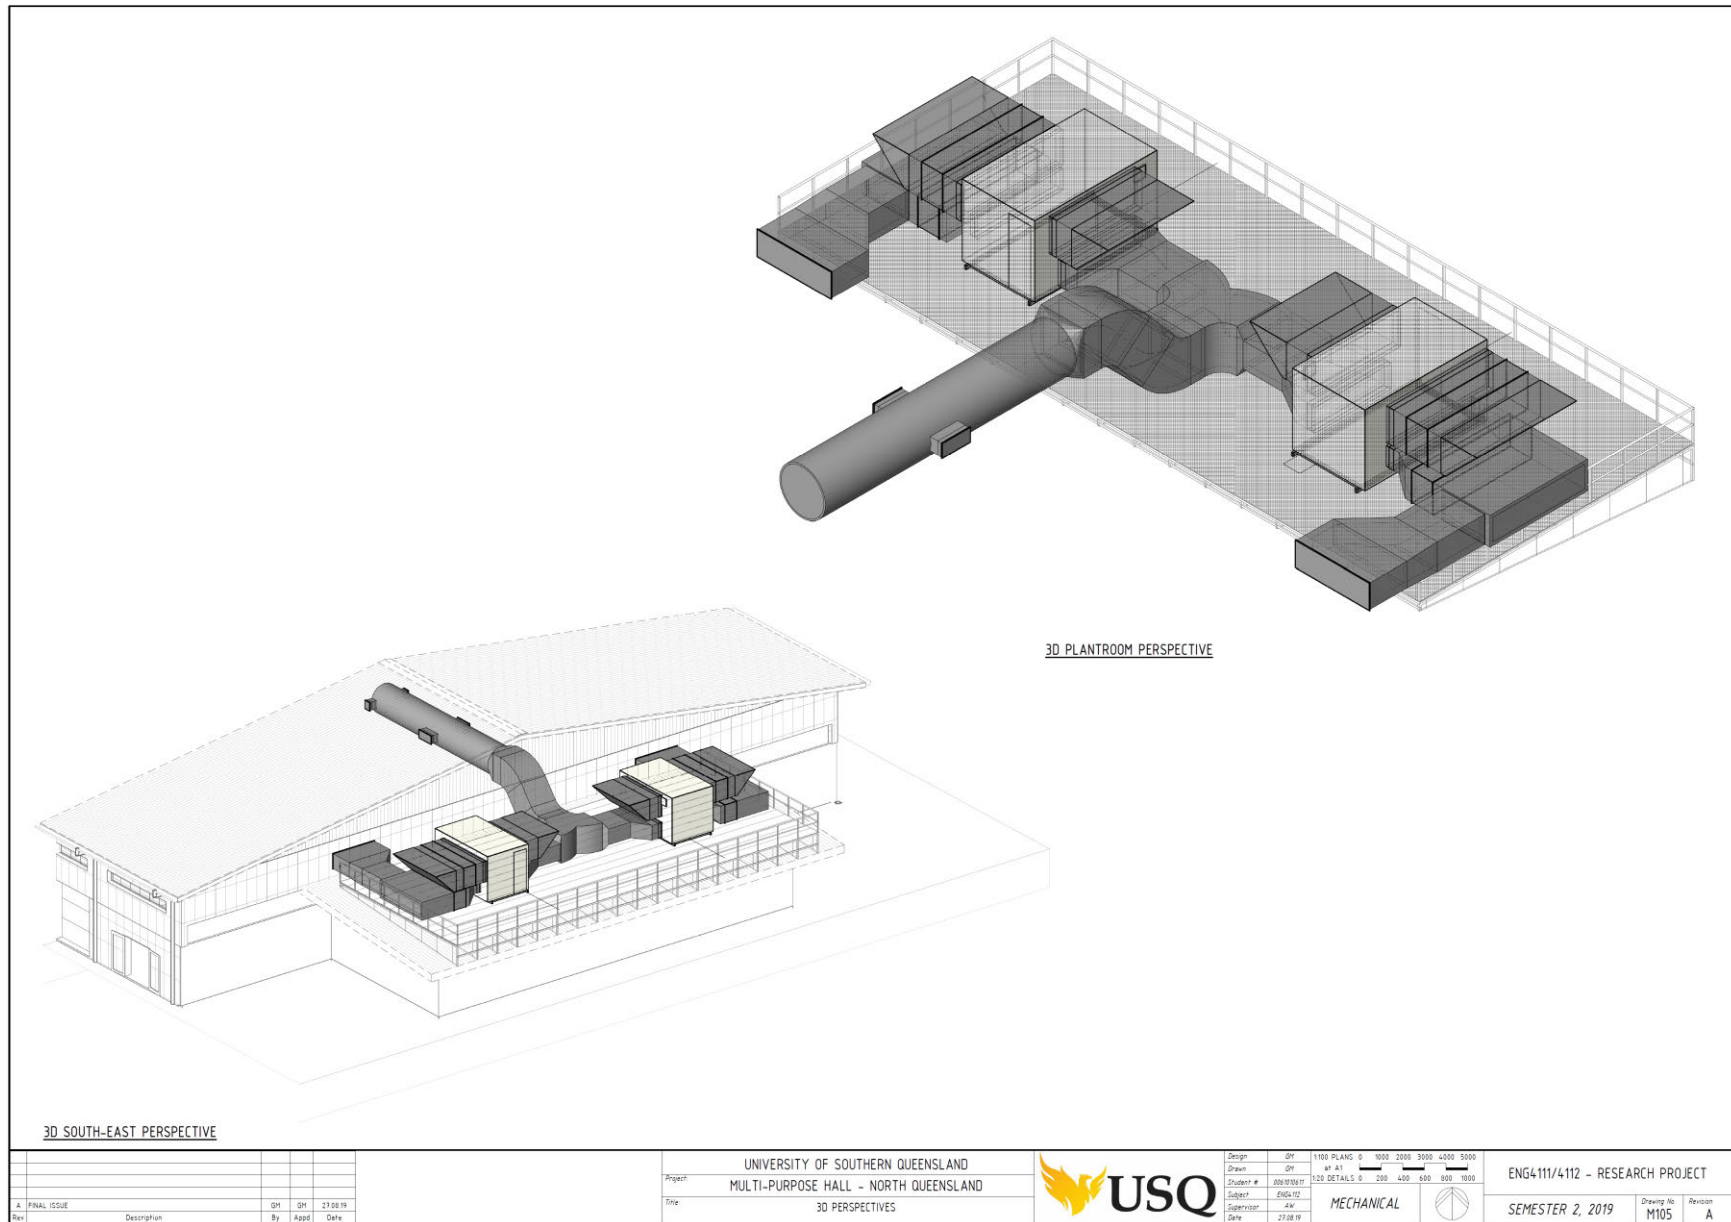 3D PLANTROOM PERSPECTIVE
3D SOUTH-EAST PERSPECTIVE
A FINAL ISSUE GM GM 27.08.19
Rev Description By Appd Date
UNIVERSITY OF SOUTHERN QUEENSLAND
Project: MULTI-PURPOSE HALL - NORTH QUEENSLAND
Title: 3D PERSPECTIVES
USQ
Design GM
Drawn GM
Student # 0061010611
Subject ENG4112
Supervisor AW
Date 27.08.19
1:100 PLANS 0 1000 2000 3000 4000 5000
at A1
1:20 DETAILS 0 200 400 600 800 1000
MECHANICAL
ENG4111/4112 - RESEARCH PROJECT
SEMESTER 2, 2019
Drawing No. M105
Revision A